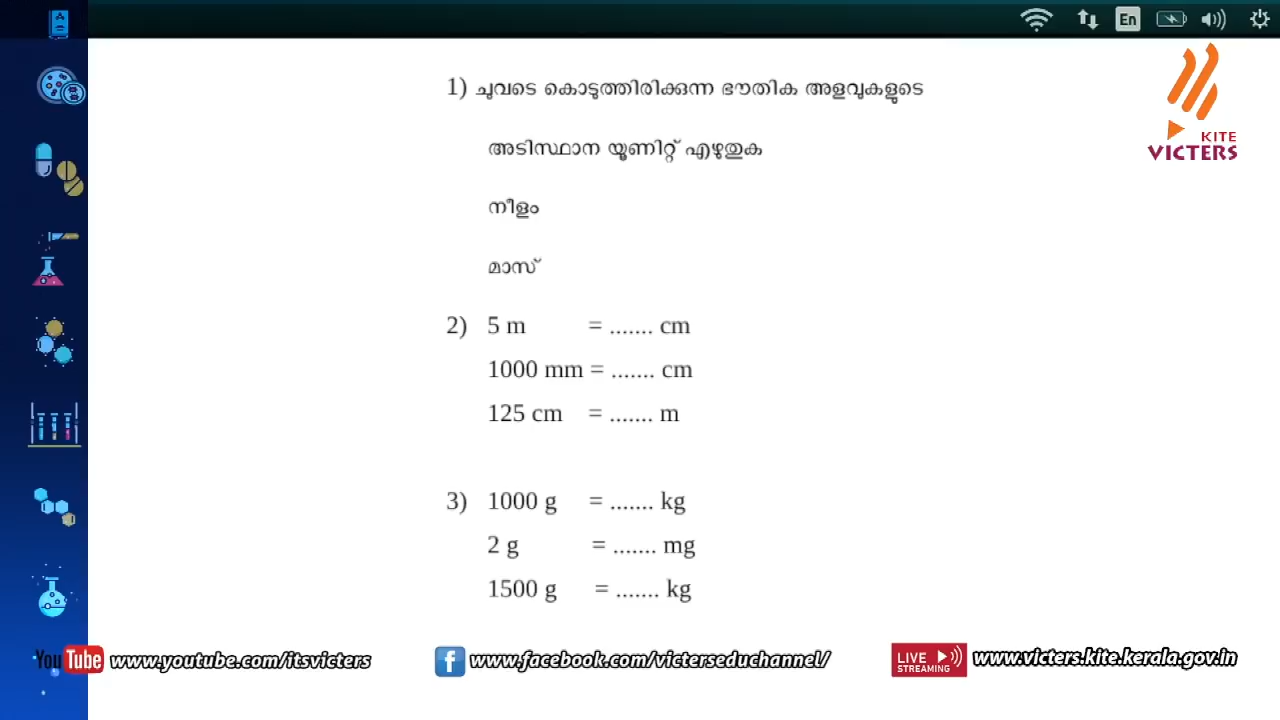 En
1) ചുവടെ കൊടുത്തിരിക്കുന്ന ഭൗതിക അളവുകളുടെ
അടിസ്ഥാന യൂണിറ്റ് എഴുതുക
നീളം
മാസ്
KITE
VICTERS
2) 5 m = ....... cm
1000 mm = ....... cm
125 cm = ....... m
3) 1000 g = ....... kg
2 g = ....... mg
1500 g = ....... kg
YouTube www.youtube.com/itsvicters
f www.facebook.com/victerseduchannel/
LIVE STREAMING www.victers.kite.kerala.gov.in